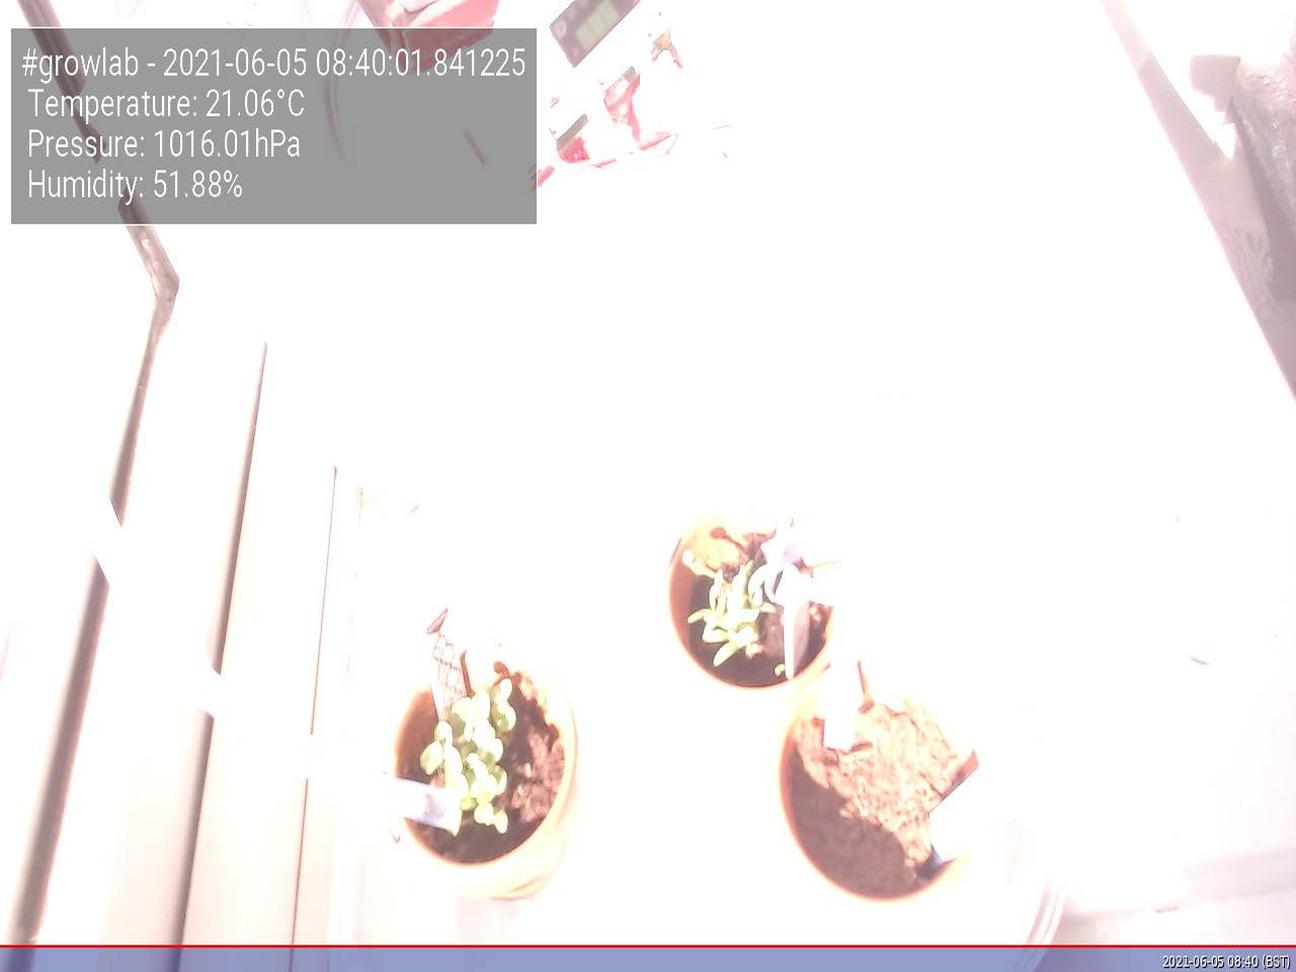 #growlab - 2021-06-05 08:40:01.841225
Temperature: 21.06°C
Pressure: 1016.01hPa
Humidity: 51.88%
2021-06-05 08:40 (BST)